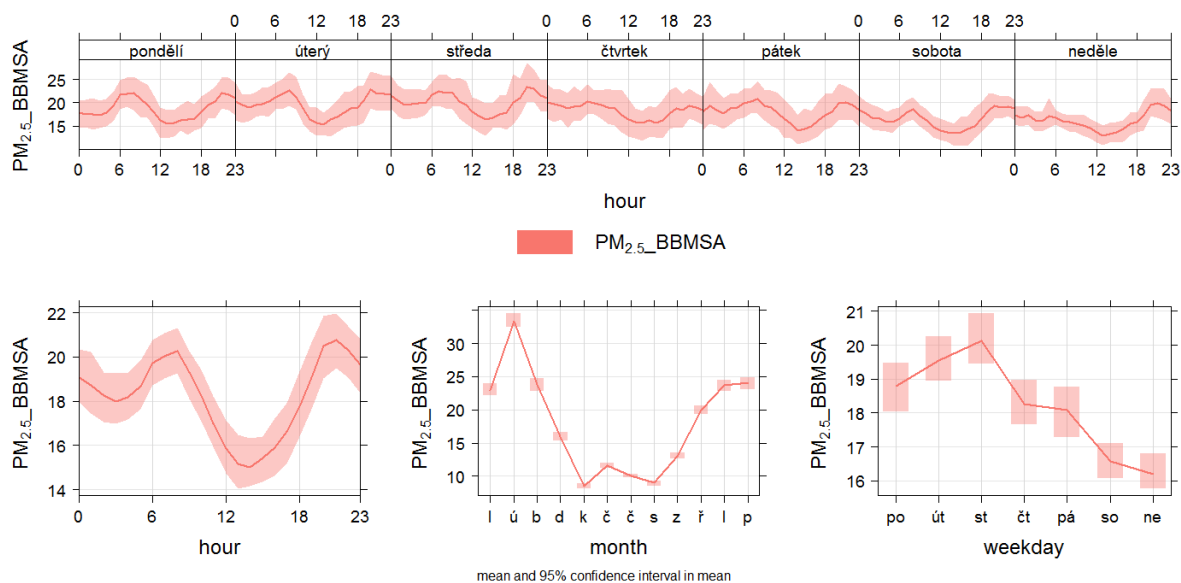 0 6 12 18 23 0 6 12 18 23 0 6 12 18 23
pondělí úterý středa čtvrtek pátek sobota neděle
PM2.5_BBMSA
25
20
15
0 6 12 18 23 0 6 12 18 23 0 6 12 18 23 0 6 12 18 23
hour
PM2.5_BBMSA
PM2.5_BBMSA
22
20
18
16
14
0 6 12 18 23
hour
PM2.5_BBMSA
30
25
20
15
10
l ú b d k č č s z ř l p
month
PM2.5_BBMSA
21
20
19
18
17
16
po út st čt pá so ne
weekday
mean and 95% confidence interval in mean